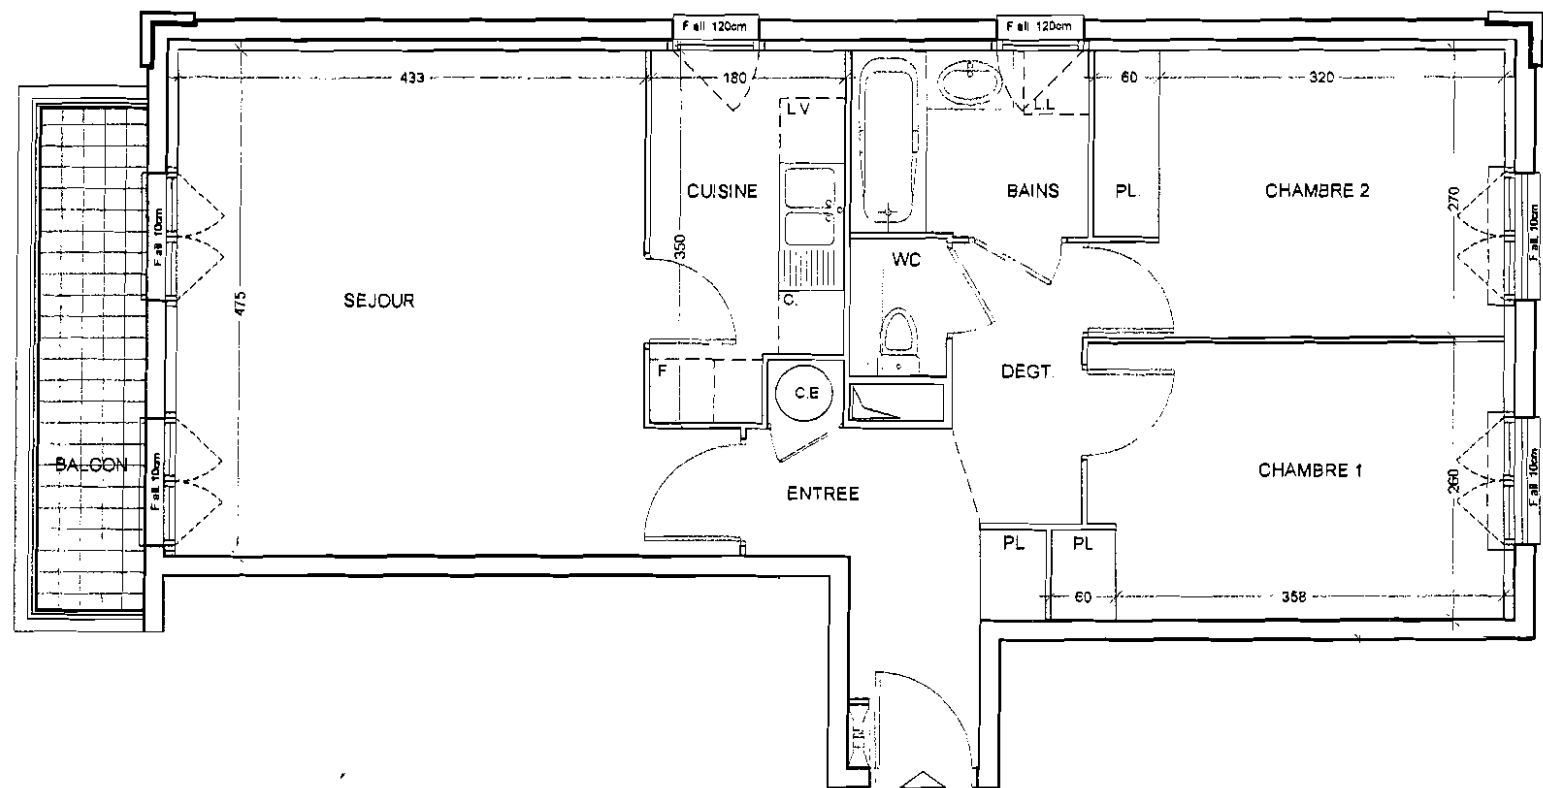 F all 120cm
F all 120cm
433
180
60
320
L V
L.L
CUISINE
BAINS
PL
CHAMBRE 2
270
F all. 10cm
F all. 10cm
350
WC
475
SEJOUR
C.
F
C.E
DEGT.
BALCON
F all. 10cm
ENTREE
CHAMBRE 1
260
F all. 10cm
PL
PL
60
358